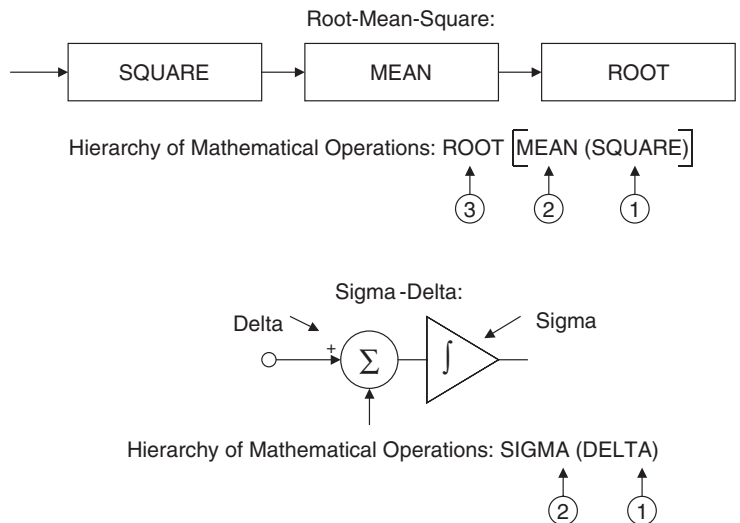 Root-Mean-Square:
SQUARE MEAN ROOT
Hierarchy of Mathematical Operations: ROOT [MEAN (SQUARE)]
3 2 1
Sigma-Delta:
Delta Sigma
+ Σ ∫
Hierarchy of Mathematical Operations: SIGMA (DELTA)
2 1